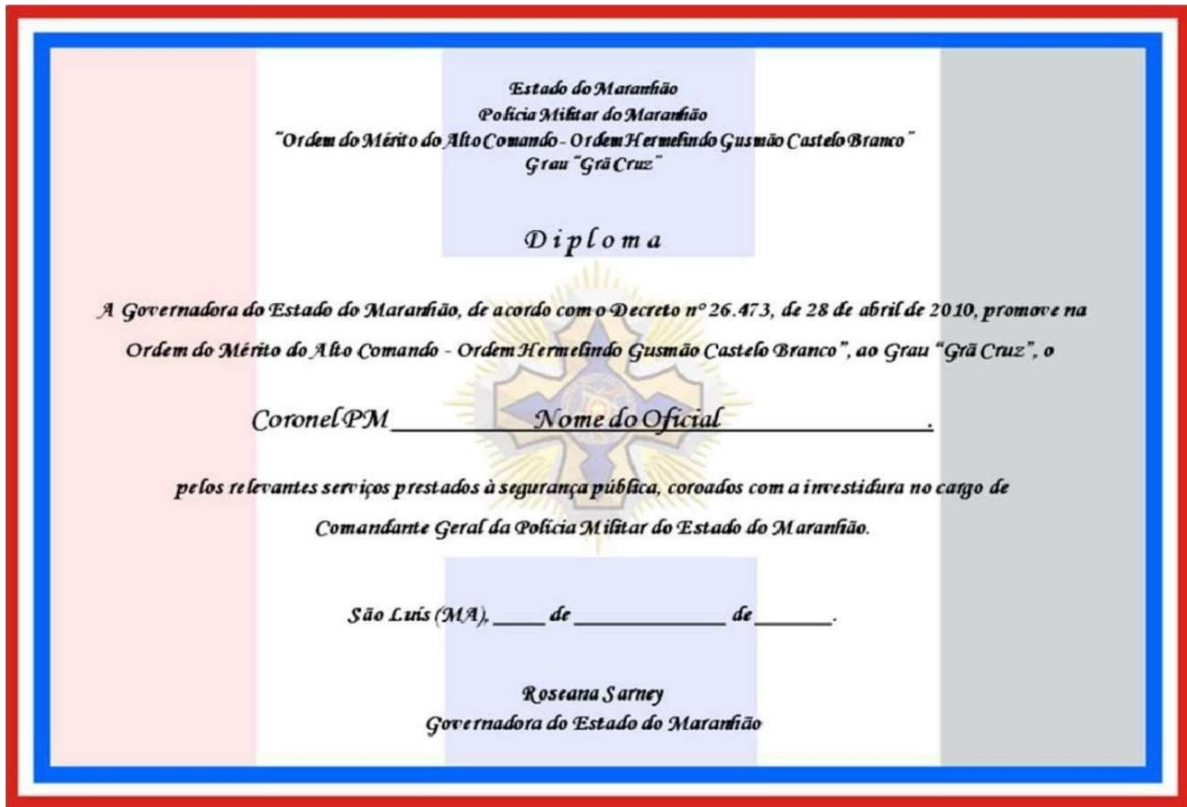 Estado do Maranhão
Polícia Militar do Maranhão
"Ordem do Mérito do Alto Comando - Ordem Hermelindo Gusmão Castelo Branco"
Grau "Grã Cruz"
Diploma
A Governadora do Estado do Maranhão, de acordo com o Decreto nº 26.473, de 28 de abril de 2010, promove na
Ordem do Mérito do Alto Comando - Ordem Hermelindo Gusmão Castelo Branco", ao Grau "Grã Cruz", o
Coronel PM Nome do Oficial .
pelos relevantes serviços prestados à segurança pública, coroados com a investidura no cargo de
Comandante Geral da Polícia Militar do Estado do Maranhão.
São Luís (MA), _____ de ______________ de _______.
Roseana Sarney
Governadora do Estado do Maranhão